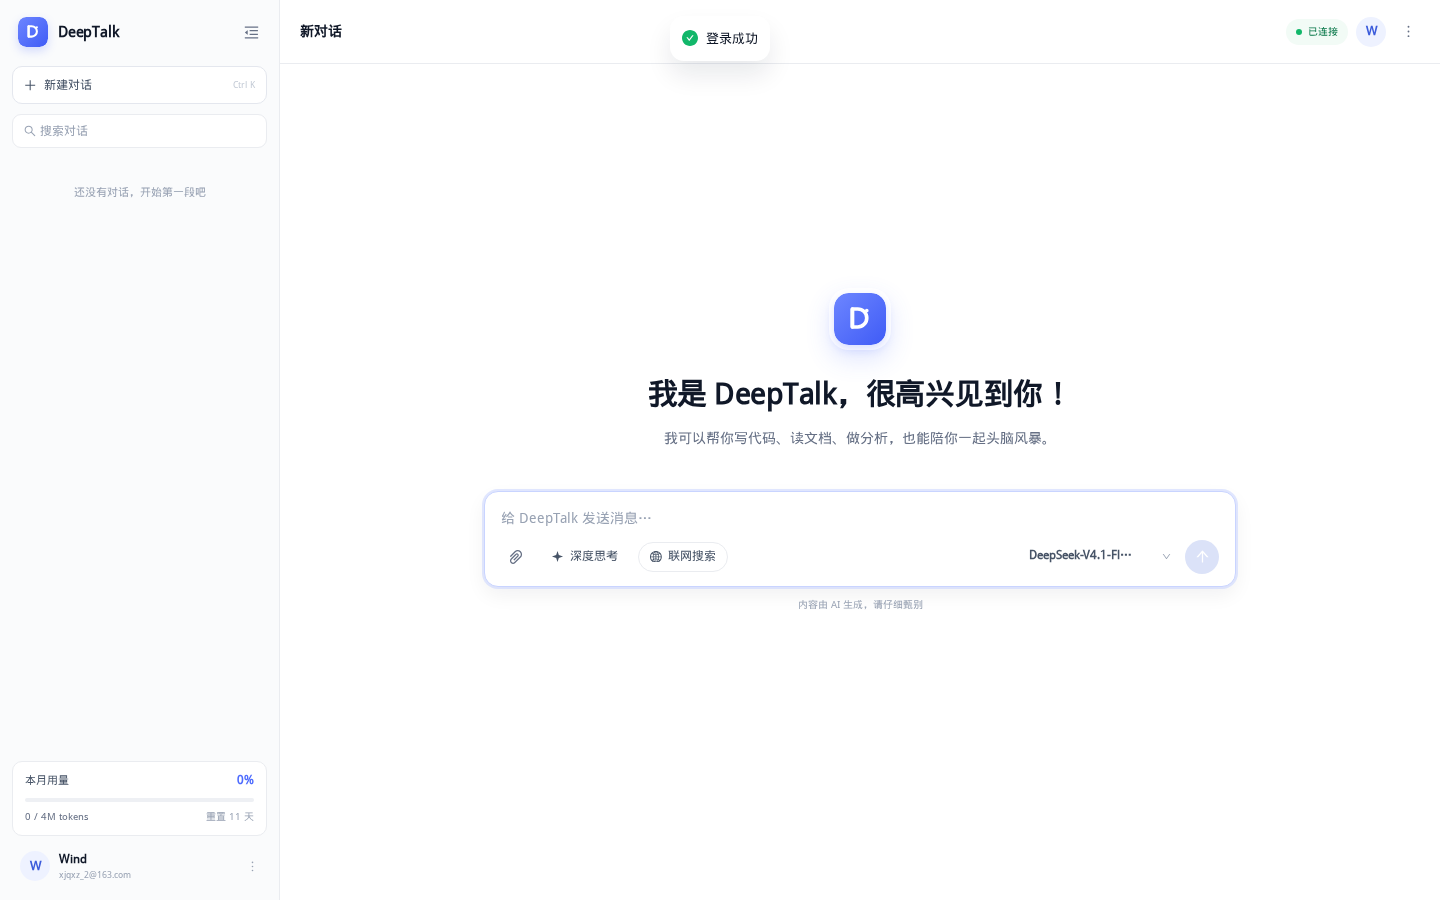 DeepTalk
新建对话
Ctrl K
搜索对话
还没有对话，开始第一段吧
本月用量
0%
0 / 4M tokens
重置 11 天
W
Wind
xjqxz_2@163.com
新对话
登录成功
已连接
W
D
我是 DeepTalk，很高兴见到你！
我可以帮你写代码、读文档、做分析，也能陪你一起头脑风暴。
给 DeepTalk 发送消息…
深度思考
联网搜索
DeepSeek-V4.1-Fl…
内容由 AI 生成，请仔细甄别